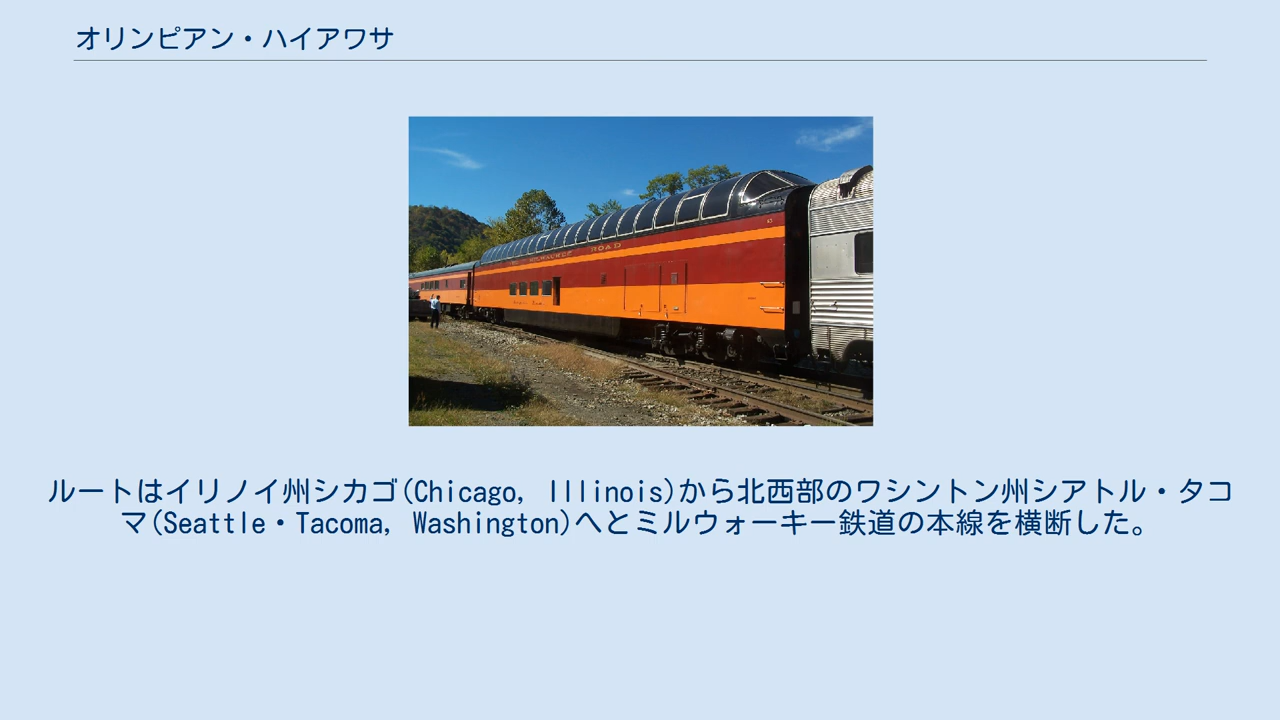 オリンピアン・ハイアワサ
ROAD
ルートはイリノイ州シカゴ(Chicago, Illinois)から北西部のワシントン州シアトル・タコ
マ(Seattle・Tacoma, Washington)へとミルウォーキー鉄道の本線を横断した。